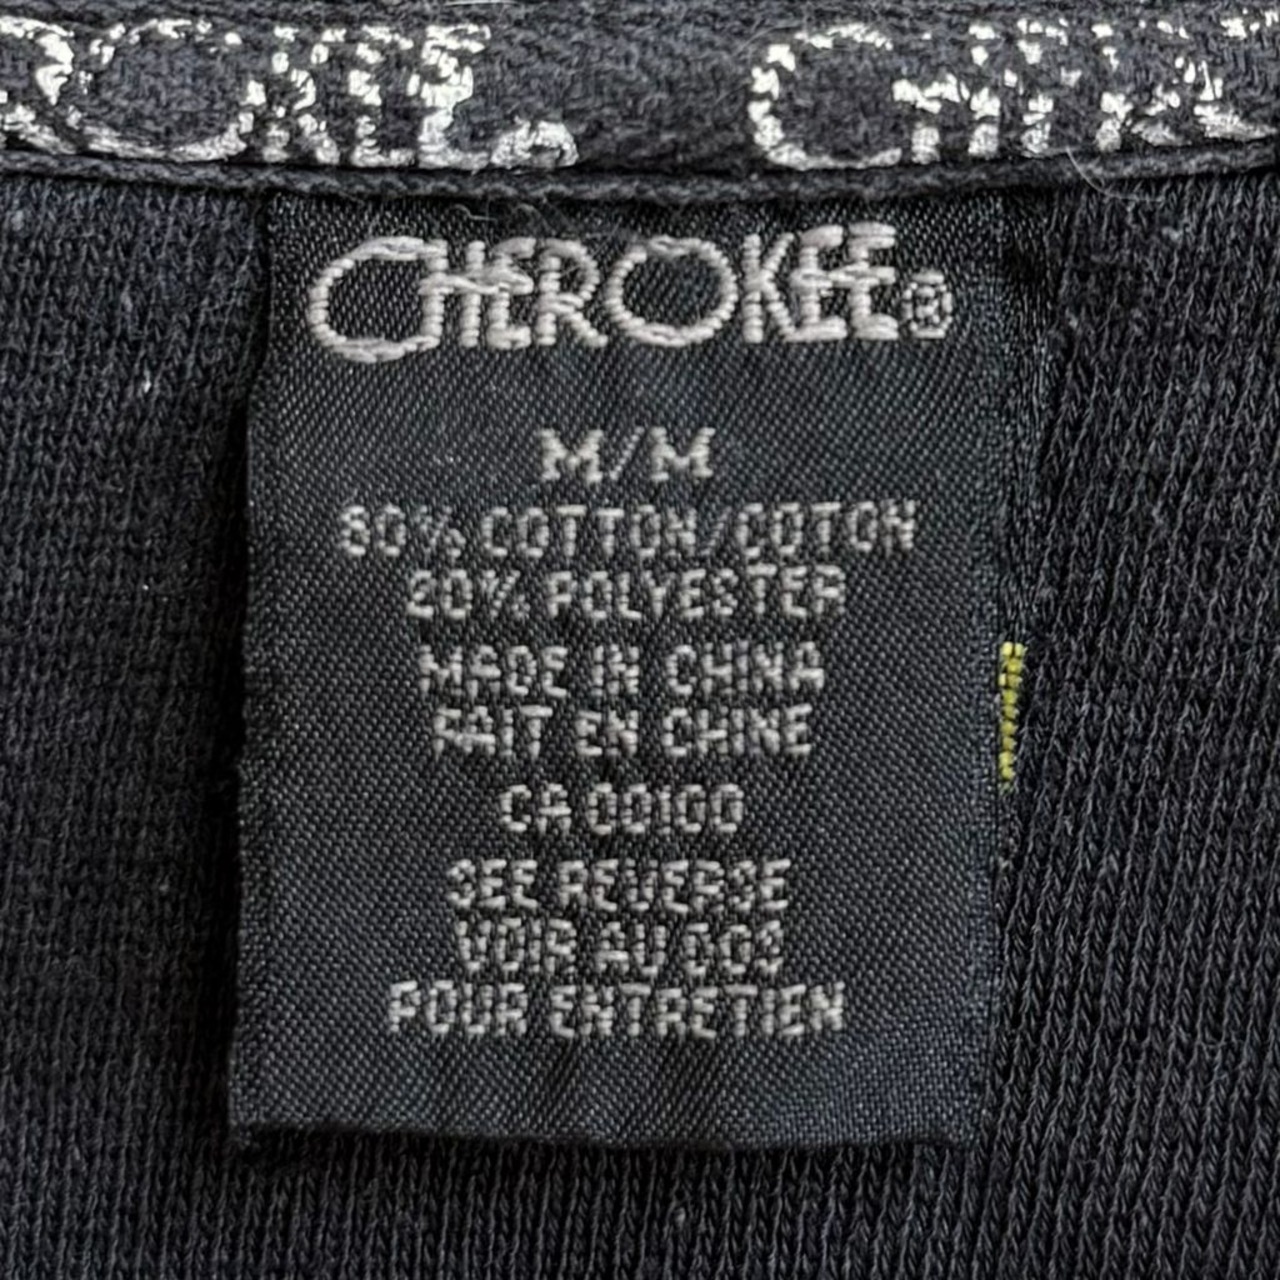 CHEROKEE®
M/M
80% COTTON/COTON
20% POLYESTER
MADE IN CHINA
FAIT EN CHINE
CA 00100
SEE REVERSE
VOIR AU DOS
POUR ENTRETIEN